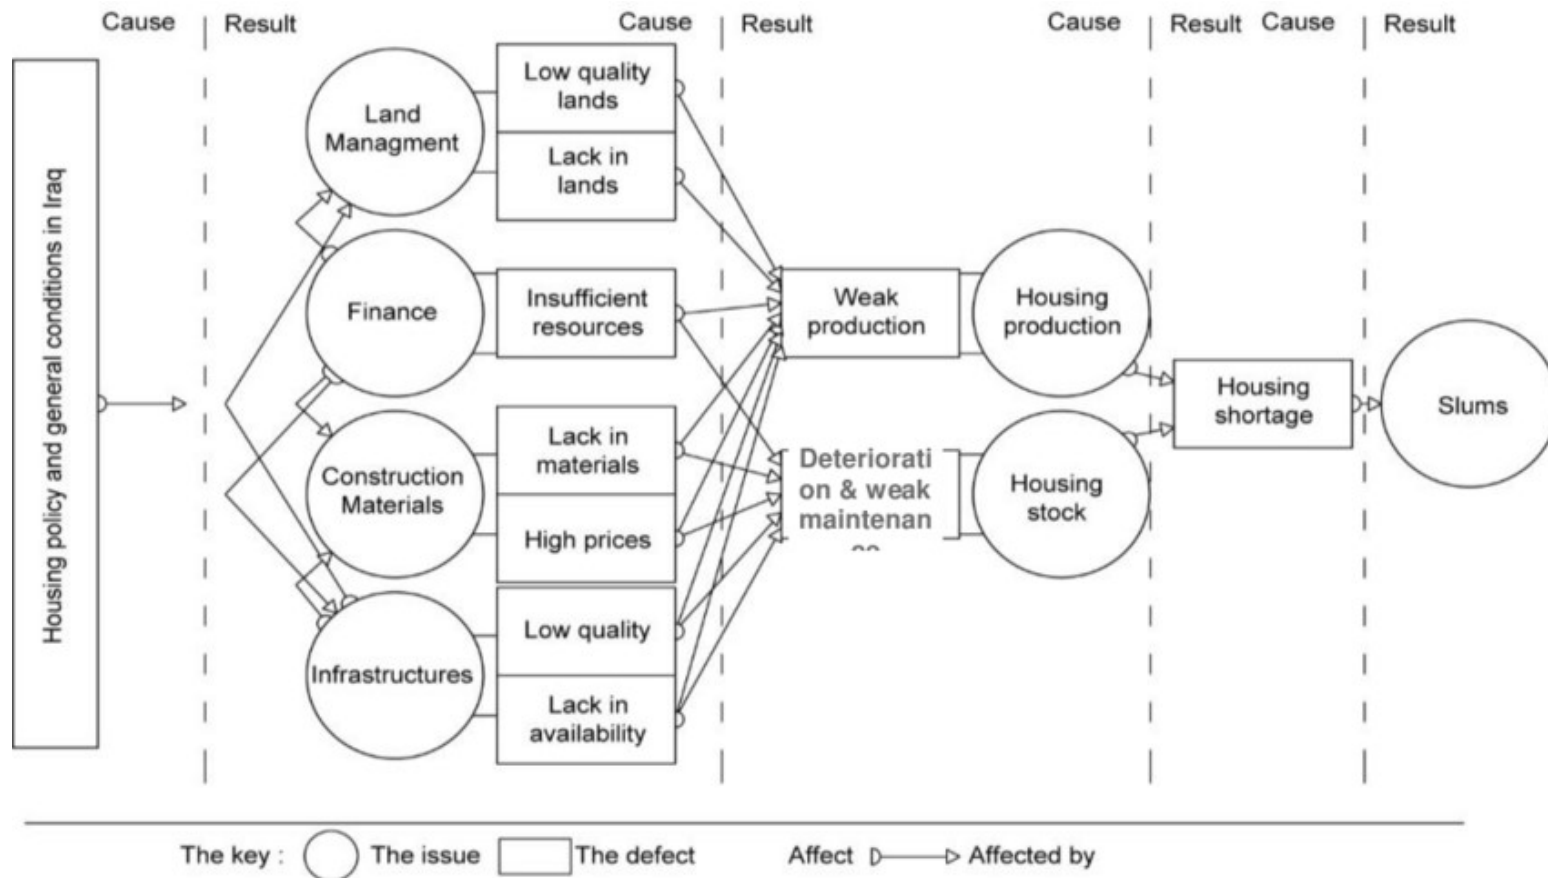 Cause
Result
Cause
Result
Cause
Result
Cause
Result
Housing policy and general conditions in Iraq
Land
Managment
Low quality
lands
Lack in
lands
Finance
Insufficient
resources
Construction
Materials
Lack in
materials
High prices
Infrastructures
Low quality
Lack in
availability
Weak
production
Housing
production
Deteriorati
on & weak
maintenan
Housing
stock
Housing
shortage
Slums
The key :
The issue
The defect
Affect
Affected by